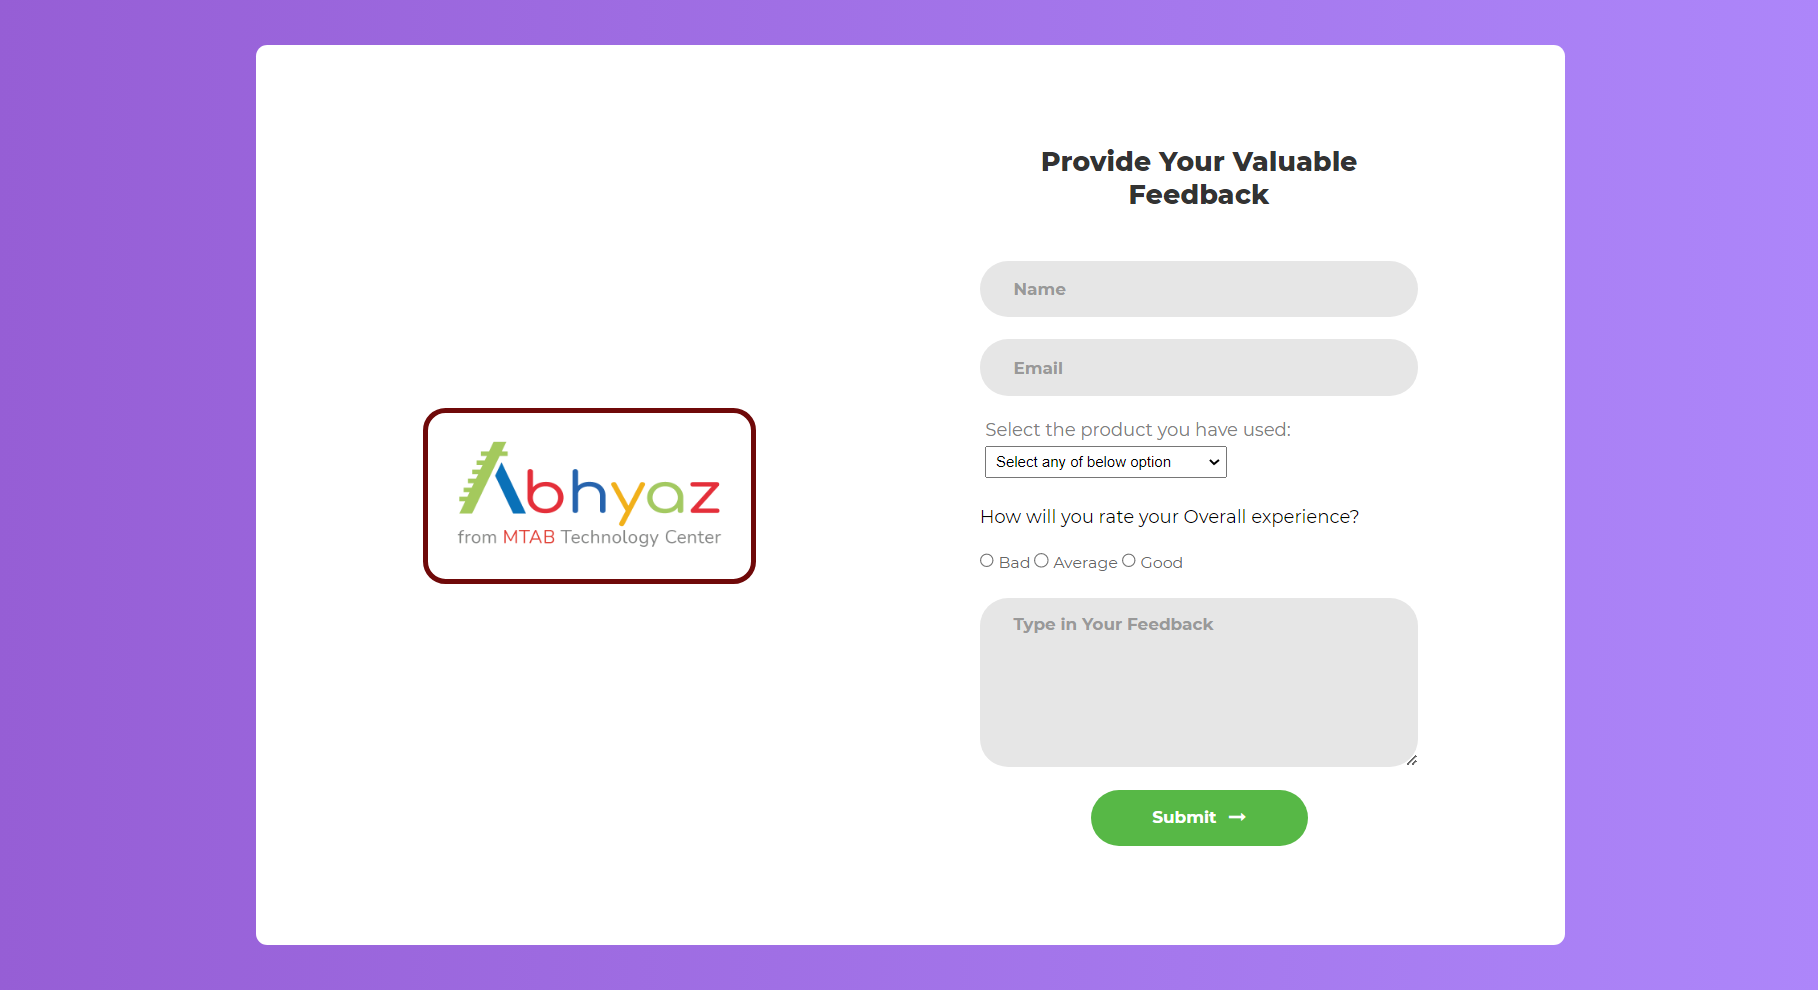 Abhyaz
from MTAB Technology Center
Provide Your Valuable
Feedback
Name
Email
Select the product you have used:
Select any of below option
How will you rate your Overall experience?
Bad Average Good
Type in Your Feedback
Submit